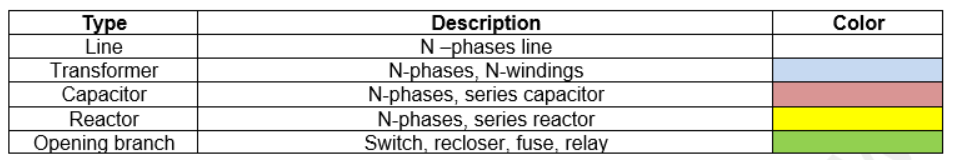 Type Description Color
Line N –phases line
Transformer N-phases, N-windings
Capacitor N-phases, series capacitor
Reactor N-phases, series reactor
Opening branch Switch, recloser, fuse, relay